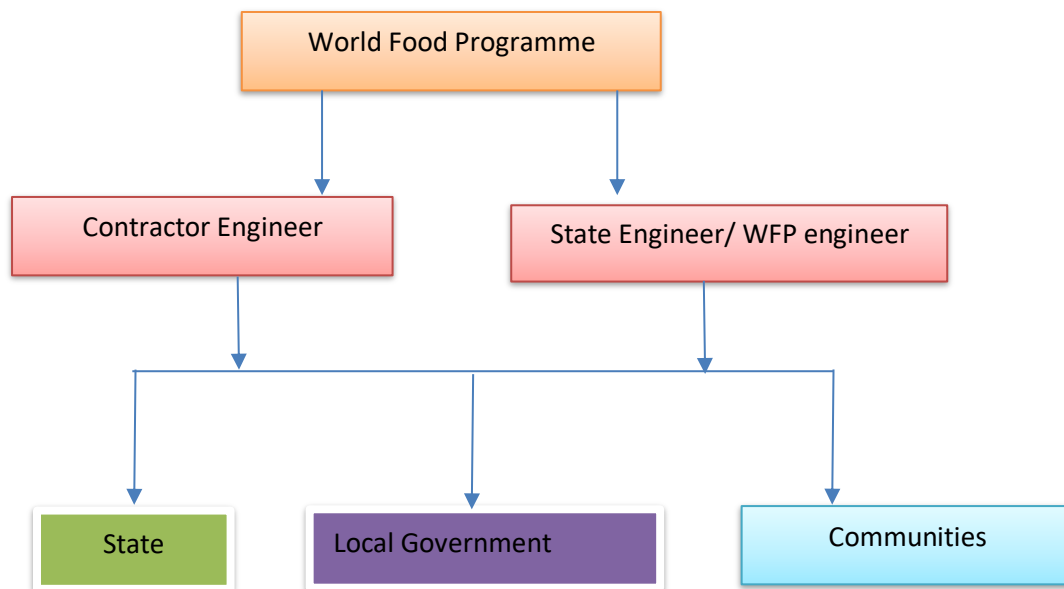 World Food Programme
Contractor Engineer
State Engineer/ WFP engineer
State
Local Government
Communities